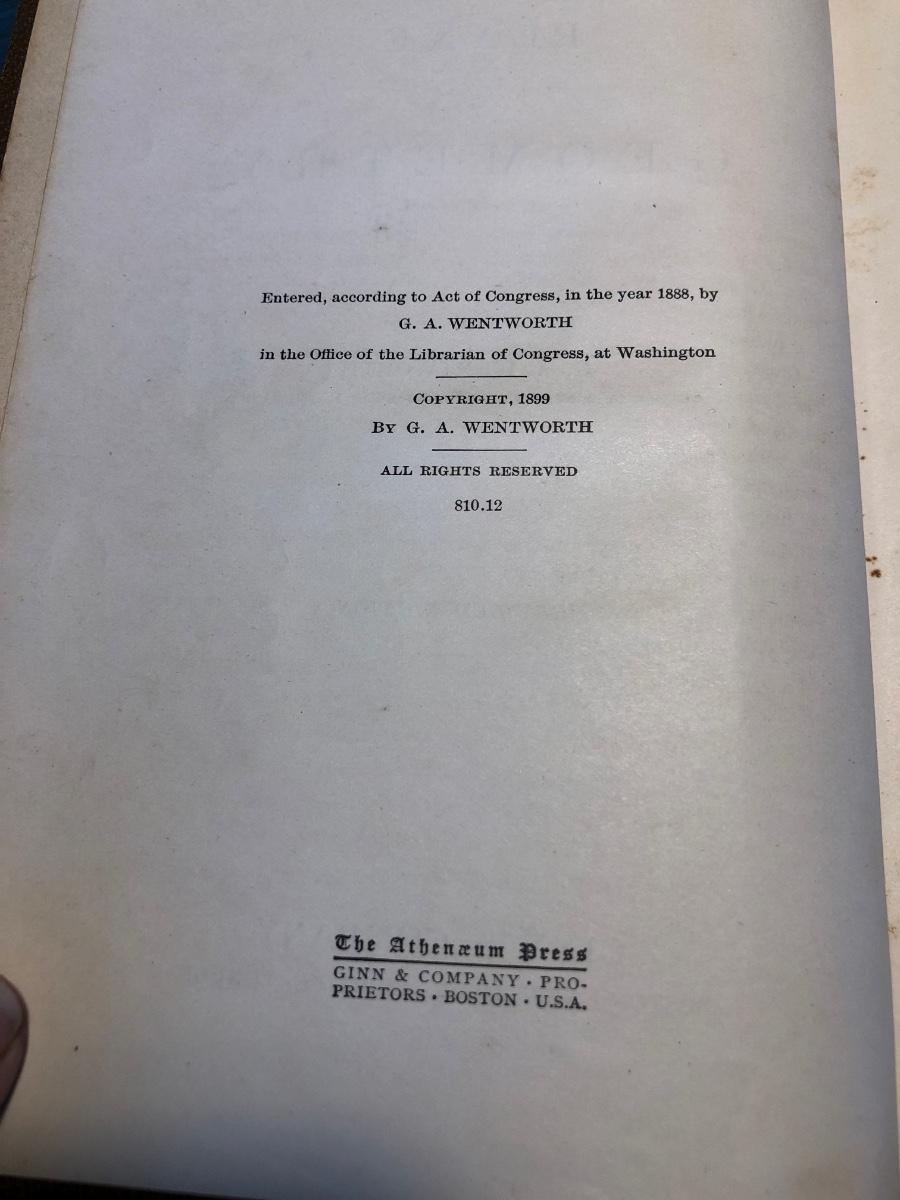 Entered, according to Act of Congress, in the year 1888, by
G. A. WENTWORTH
in the Office of the Librarian of Congress, at Washington
COPYRIGHT, 1899
BY G. A. WENTWORTH
ALL RIGHTS RESERVED
810.12
The Athenæum Press
GINN & COMPANY · PRO-
PRIETORS · BOSTON · U.S.A.